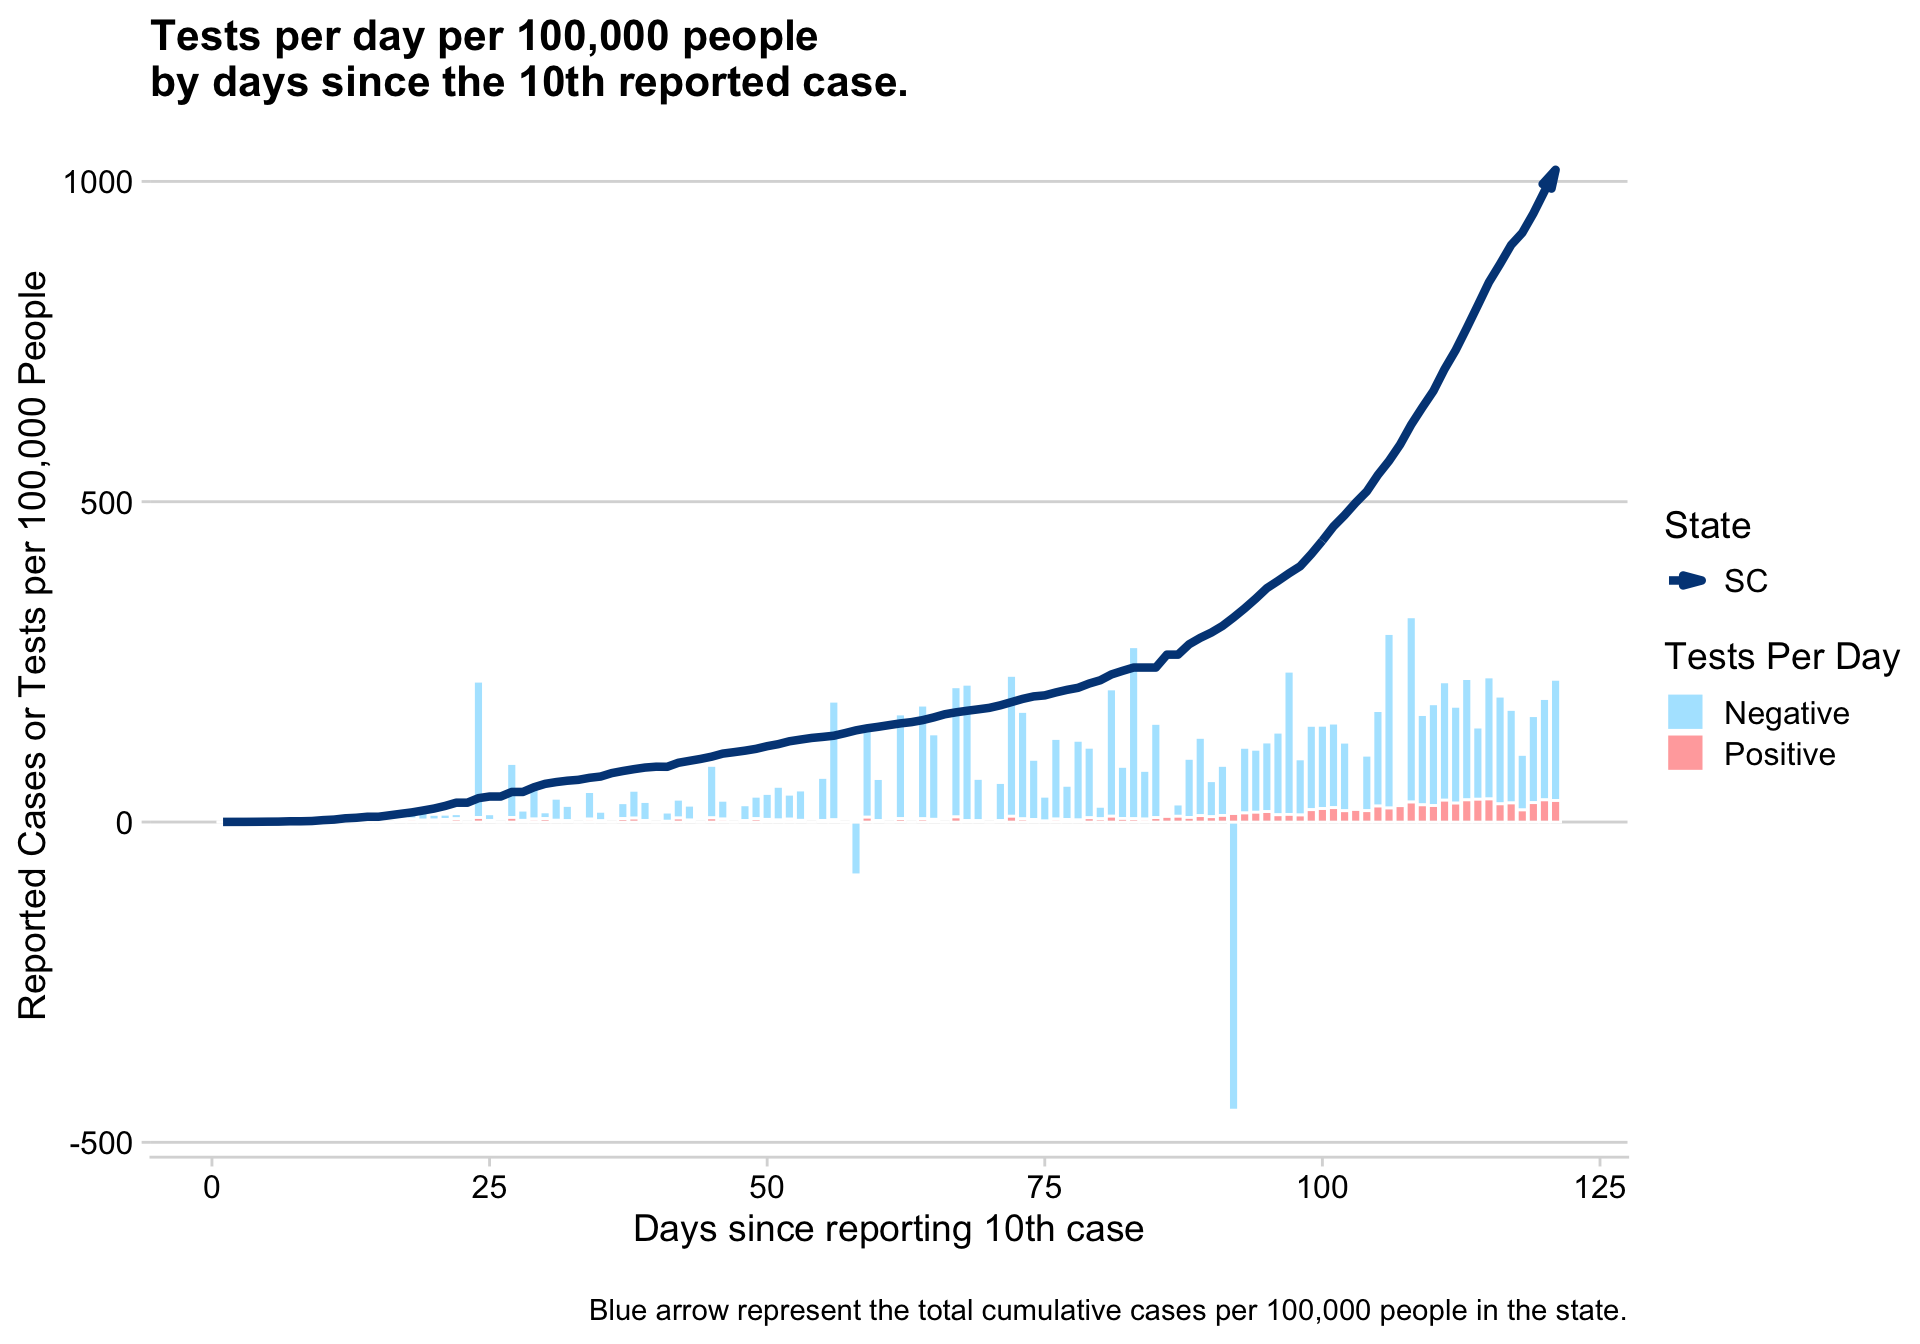 Tests per day per 100,000 people
by days since the 10th reported case.
Reported Cases or Tests per 100,000 People
1000
500
0
-500
0
25
50
75
100
125
Days since reporting 10th case
State
SC
Tests Per Day
Negative
Positive
Blue arrow represent the total cumulative cases per 100,000 people in the state.